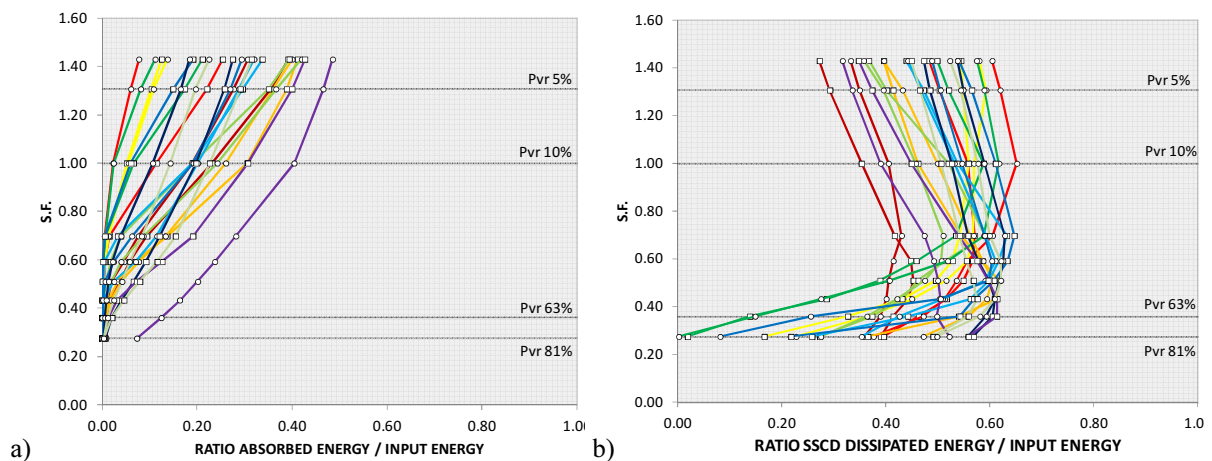 1.60
1.40
1.20
1.00
0.80
0.60
0.40
0.20
0.00
S.F.
Pvr 5%
Pvr 10%
Pvr 63%
Pvr 81%
0.00 0.20 0.40 0.60 0.80 1.0
RATIO ABSORBED ENERGY / INPUT ENERGY
a)
1.60
1.40
1.20
1.00
0.80
0.60
0.40
0.20
0.00
S.F.
Pvr 5%
Pvr 10%
Pvr 63%
Pvr 81%
0.00 0.20 0.40 0.60 0.80 1.0
RATIO SSCD DISSIPATED ENERGY / INPUT ENERGY
b)